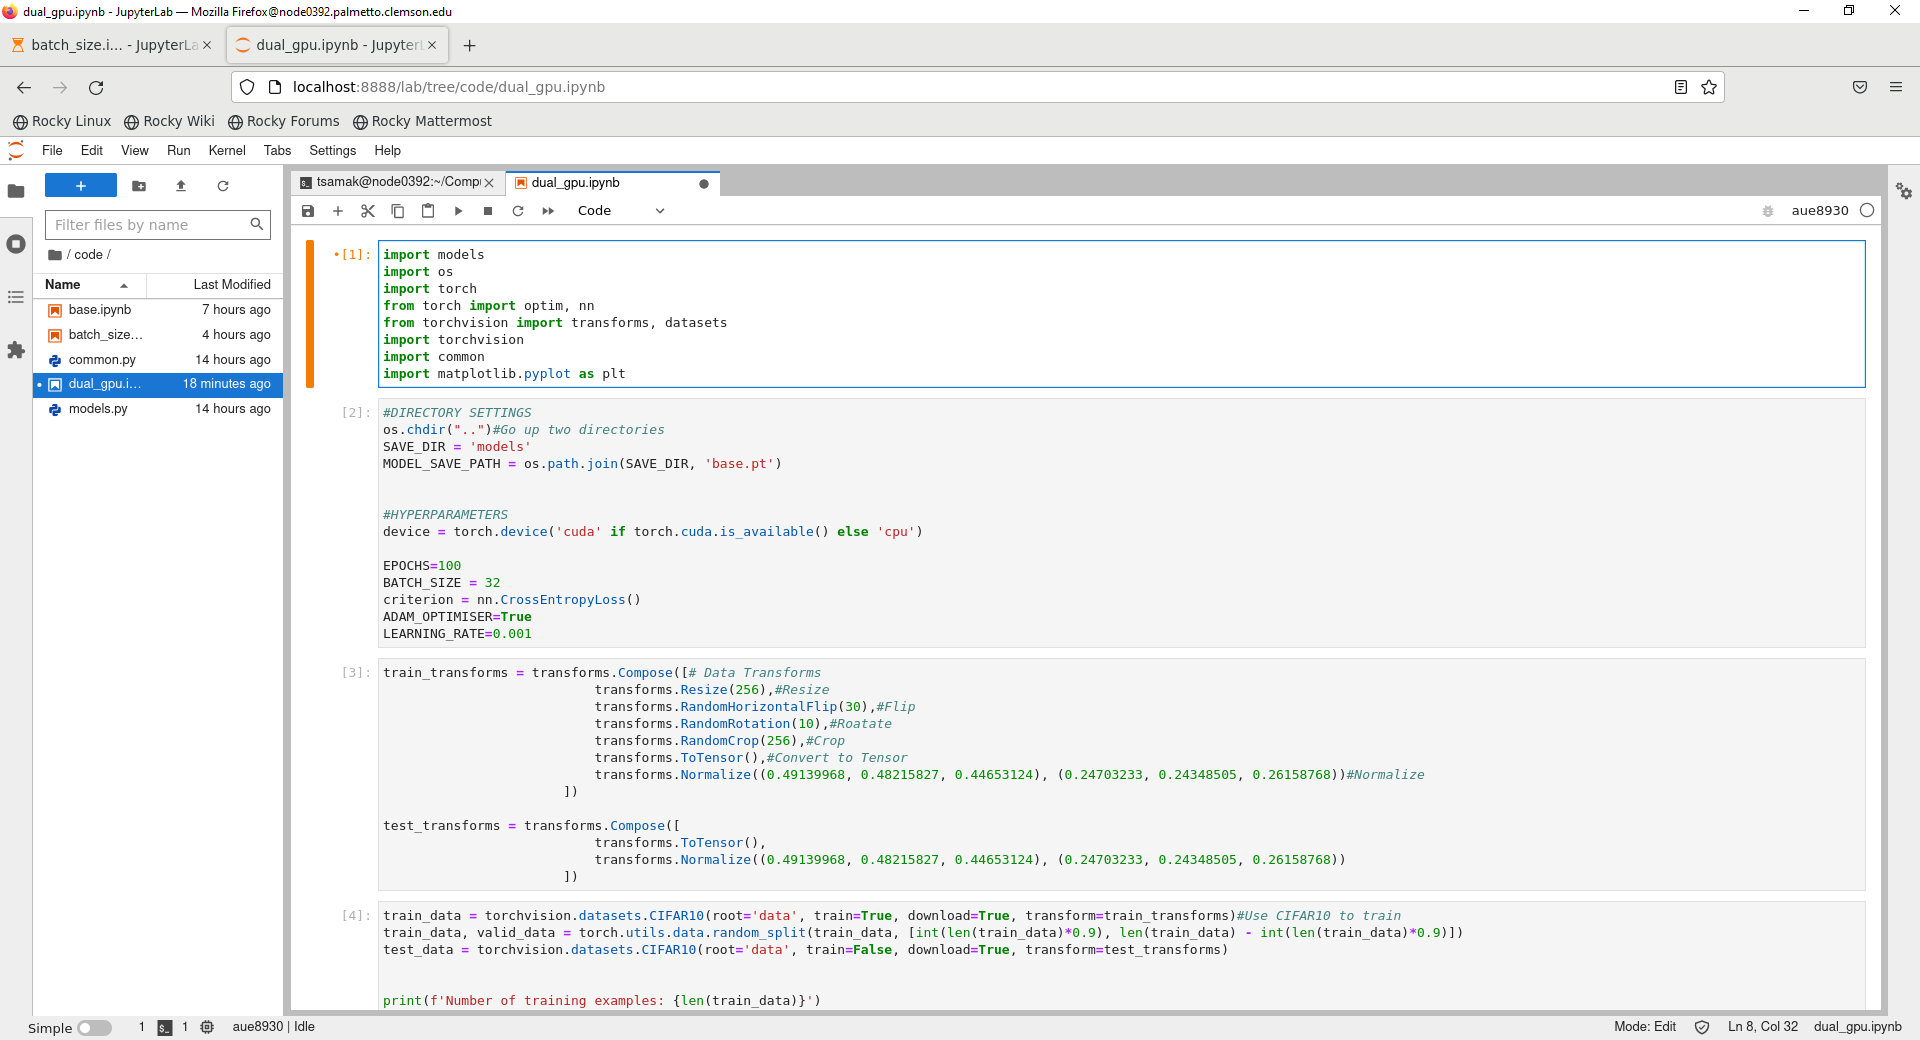 dual_gpu.ipynb - JupyterLab — Mozilla Firefox@node0392.palmetto.clemson.edu
batch_size.i… - JupyterLa
dual_gpu.ipynb - JupyterL
localhost:8888/lab/tree/code/dual_gpu.ipynb
Rocky Linux Rocky Wiki Rocky Forums Rocky Mattermost
File Edit View Run Kernel Tabs Settings Help
tsamak@node0392:~/Comp
dual_gpu.ipynb
Code
aue8930
Filter files by name
/ code /
Name Last Modified
base.ipynb 7 hours ago
batch_size… 4 hours ago
common.py 14 hours ago
dual_gpu.i… 18 minutes ago
models.py 14 hours ago
•[1]:
import models
import os
import torch
from torch import optim, nn
from torchvision import transforms, datasets
import torchvision
import common
import matplotlib.pyplot as plt
[2]:
#DIRECTORY SETTINGS
os.chdir("..")#Go up two directories
SAVE_DIR = 'models'
MODEL_SAVE_PATH = os.path.join(SAVE_DIR, 'base.pt')
#HYPERPARAMETERS
device = torch.device('cuda' if torch.cuda.is_available() else 'cpu')
EPOCHS=100
BATCH_SIZE = 32
criterion = nn.CrossEntropyLoss()
ADAM_OPTIMISER=True
LEARNING_RATE=0.001
[3]:
train_transforms = transforms.Compose([# Data Transforms
transforms.Resize(256),#Resize
transforms.RandomHorizontalFlip(30),#Flip
transforms.RandomRotation(10),#Roatate
transforms.RandomCrop(256),#Crop
transforms.ToTensor(),#Convert to Tensor
transforms.Normalize((0.49139968, 0.48215827, 0.44653124), (0.24703233, 0.24348505, 0.26158768))#Normalize
])
test_transforms = transforms.Compose([
transforms.ToTensor(),
transforms.Normalize((0.49139968, 0.48215827, 0.44653124), (0.24703233, 0.24348505, 0.26158768))
])
[4]:
train_data = torchvision.datasets.CIFAR10(root='data', train=True, download=True, transform=train_transforms)#Use CIFAR10 to train
train_data, valid_data = torch.utils.data.random_split(train_data, [int(len(train_data)*0.9), len(train_data) - int(len(train_data)*0.9)])
test_data = torchvision.datasets.CIFAR10(root='data', train=False, download=True, transform=test_transforms)
print(f'Number of training examples: {len(train_data)}')
Simple 1 1 aue8930 | Idle
Mode: Edit Ln 8, Col 32 dual_gpu.ipynb